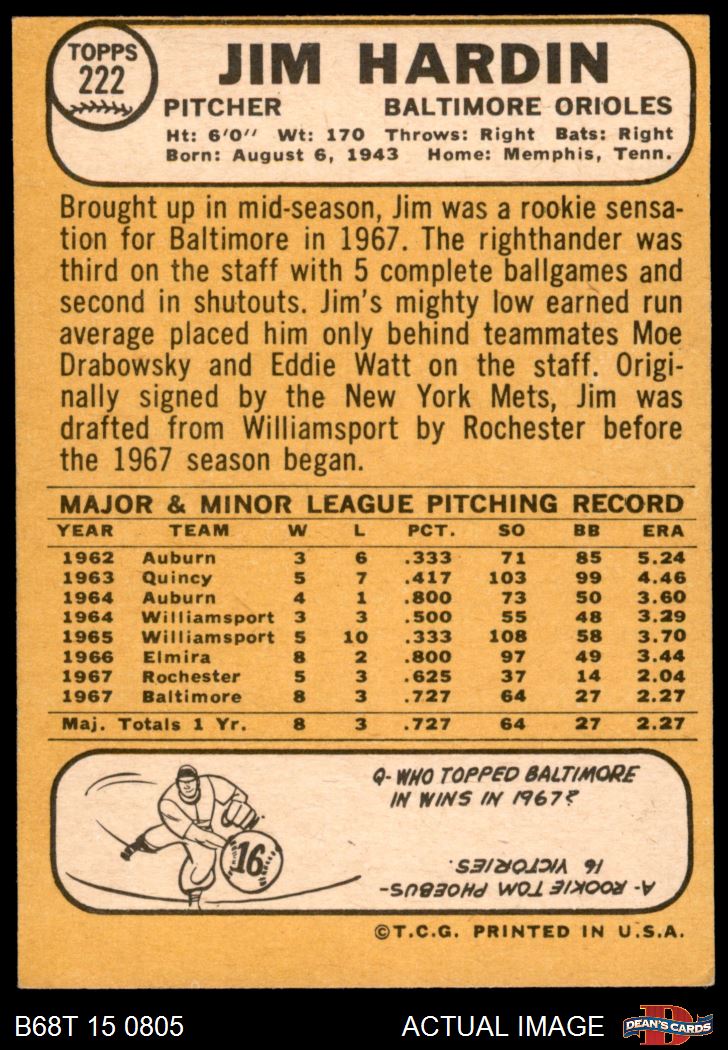 TOPPS
222
JIM HARDIN
PITCHER BALTIMORE ORIOLES
Ht: 6'0" Wt: 170 Throws: Right Bats: Right
Born: August 6, 1943 Home: Memphis, Tenn.
Brought up in mid-season, Jim was a rookie sensa-
tion for Baltimore in 1967. The righthander was
third on the staff with 5 complete ballgames and
second in shutouts. Jim's mighty low earned run
average placed him only behind teammates Moe
Drabowsky and Eddie Watt on the staff. Origi-
nally signed by the New York Mets, Jim was
drafted from Williamsport by Rochester before
the 1967 season began.
MAJOR & MINOR LEAGUE PITCHING RECORD
YEAR TEAM W L PCT. SO BB ERA
1962 Auburn 3 6 .333 71 85 5.24
1963 Quincy 5 7 .417 103 99 4.46
1964 Auburn 4 1 .800 73 50 3.60
1964 Williamsport 3 3 .500 55 48 3.29
1965 Williamsport 5 10 .333 108 58 3.70
1966 Elmira 8 2 .800 97 49 3.44
1967 Rochester 5 3 .625 37 14 2.04
1967 Baltimore 8 3 .727 64 27 2.27
Maj. Totals 1 Yr. 8 3 .727 64 27 2.27
Q- WHO TOPPED BALTIMORE
IN WINS IN 1967?
16
A- ROOKIE TOM PHOEBUS-
16 VICTORIES.
©T.C.G. PRINTED IN U.S.A.
B68T 15 0805 ACTUAL IMAGE
D
DEAN'S CARDS